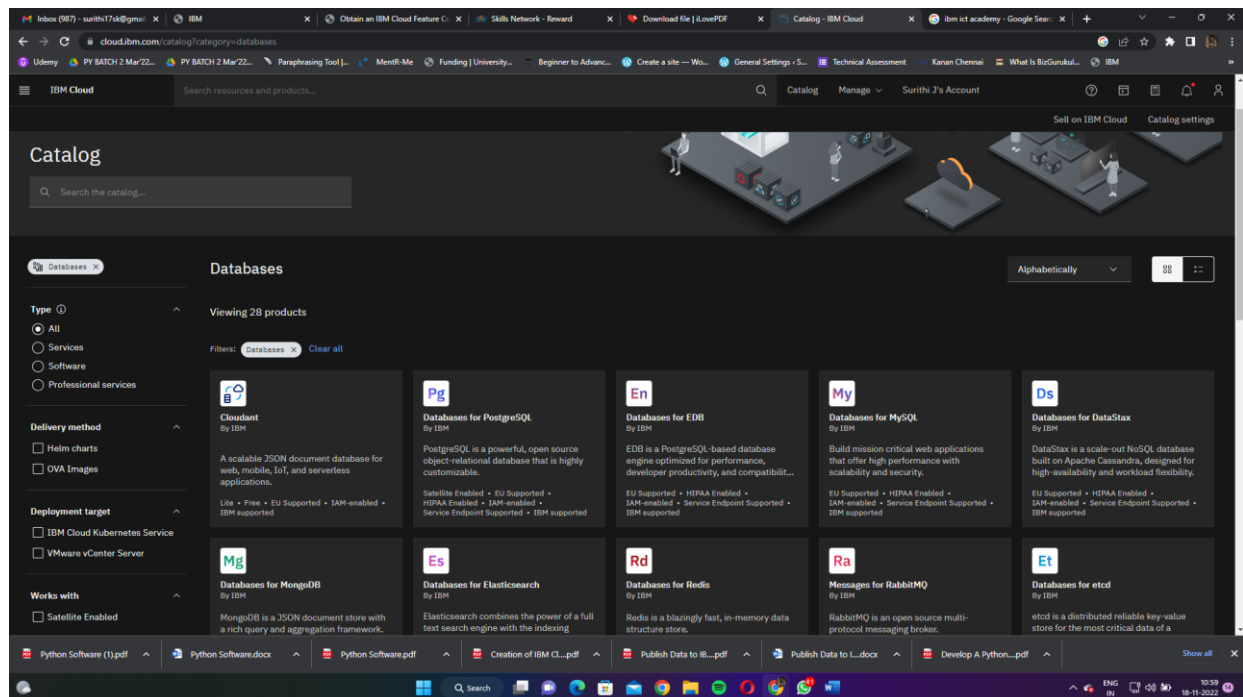 Inbox (987) - surithi17sk@gmai
IBM
Obtain an IBM Cloud Feature Co
Skills Network - Reward
Download file | iLovePDF
Catalog - IBM Cloud
ibm ict academy - Google Sear
cloud.ibm.com/catalog?category=databases
Udemy
PY BATCH 2 Mar'22...
PY BATCH 2 Mar'22...
Paraphrasing Tool |...
MentR-Me
Funding | University...
Beginner to Advanc...
Create a site — Wo...
General Settings ‹ S...
Technical Assessment
Kanan Chennai
What Is BizGurukul...
IBM
IBM Cloud
Search resources and products...
Catalog
Manage
Surithi J's Account
Sell on IBM Cloud
Catalog settings
Catalog
Search the catalog...
Databases
Type
All
Services
Software
Professional services
Delivery method
Helm charts
OVA Images
Deployment target
IBM Cloud Kubernetes Service
VMware vCenter Server
Works with
Satellite Enabled
Databases
Alphabetically
Viewing 28 products
Filters: Databases Clear all
Cloudant
By IBM
A scalable JSON document database for
web, mobile, IoT, and serverless
applications.
Lite • Free • EU Supported • IAM-enabled •
IBM supported
Pg
Databases for PostgreSQL
By IBM
PostgreSQL is a powerful, open source
object-relational database that is highly
customizable.
Satellite Enabled • EU Supported •
HIPAA Enabled • IAM-enabled •
Service Endpoint Supported • IBM supported
En
Databases for EDB
By IBM
EDB is a PostgreSQL-based database
engine optimized for performance,
developer productivity, and compatibilit...
EU Supported • HIPAA Enabled •
IAM-enabled • Service Endpoint Supported •
IBM supported
My
Databases for MySQL
By IBM
Build mission critical web applications
that offer high performance with
scalability and security.
EU Supported • HIPAA Enabled •
IAM-enabled • Service Endpoint Supported •
IBM supported
Ds
Databases for DataStax
By IBM
DataStax is a scale-out NoSQL database
built on Apache Cassandra, designed for
high-availability and workload flexibility.
EU Supported • HIPAA Enabled •
IAM-enabled • Service Endpoint Supported •
IBM supported
Mg
Databases for MongoDB
By IBM
MongoDB is a JSON document store with
a rich query and aggregation framework.
Es
Databases for Elasticsearch
By IBM
Elasticsearch combines the power of a full
text search engine with the indexing
Rd
Databases for Redis
By IBM
Redis is a blazingly fast, in-memory data
structure store.
Ra
Messages for RabbitMQ
By IBM
RabbitMQ is an open source multi-
protocol messaging broker.
Et
Databases for etcd
By IBM
etcd is a distributed reliable key-value
store for the most critical data of a
Python Software (1).pdf
Python Software.docx
Python Software.pdf
Creation of IBM Cl....pdf
Publish Data to IB....pdf
Publish Data to I....docx
Develop A Python....pdf
Show all
Search
ENG
IN
10:59
18-11-2022